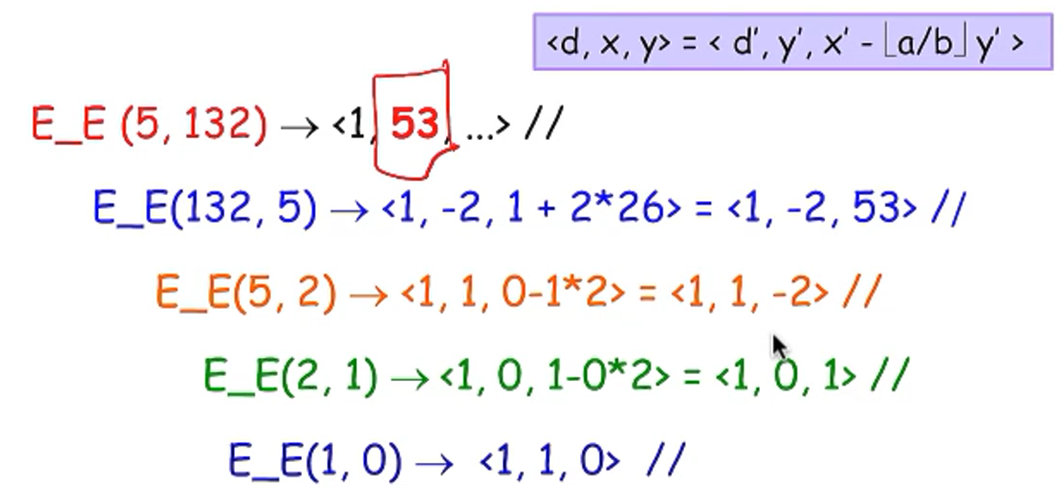 <d, x, y> = < d', y', x' - ⌊a/b⌋ y' >
E_E (5, 132) → <1, 53, ...> //
E_E(132, 5) → <1, -2, 1 + 2*26> = <1, -2, 53> //
E_E(5, 2) → <1, 1, 0-1*2> = <1, 1, -2> //
E_E(2, 1) → <1, 0, 1-0*2> = <1, 0, 1> //
E_E(1, 0) → <1, 1, 0> //